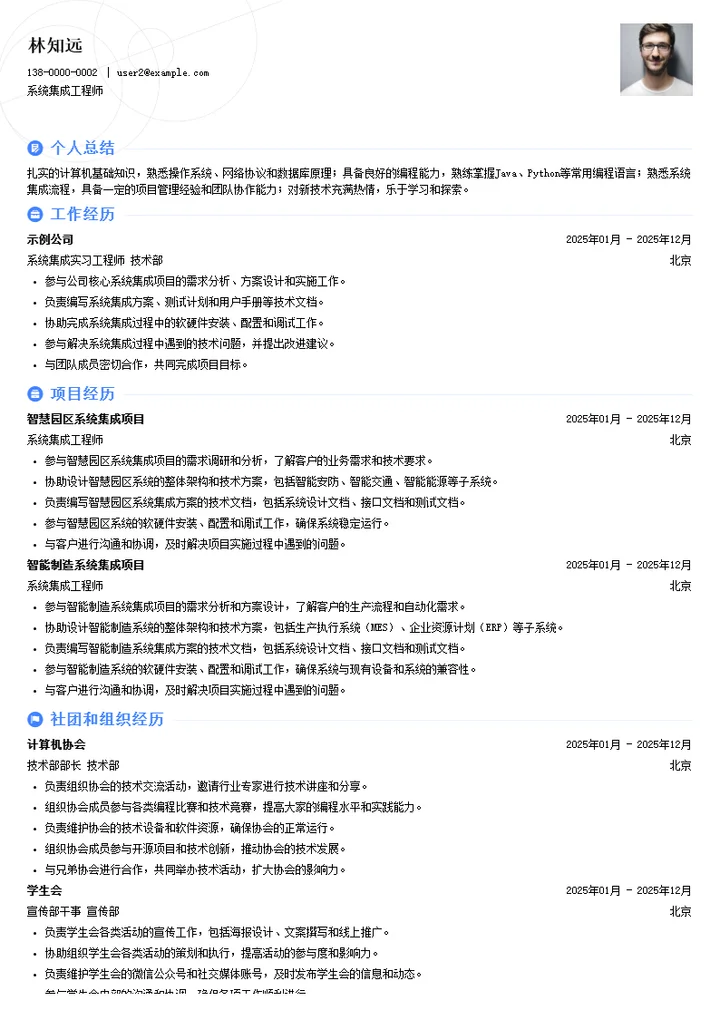 林知远
138-0000-0002 | user2@example.com
系统集成工程师
个人总结
扎实的计算机基础知识，熟悉操作系统、网络协议和数据库原理；具备良好的编程能力，熟练掌握Java、Python等常用编程语言；熟悉系统
集成流程，具备一定的项目管理经验和团队协作能力；对新技术充满热情，乐于学习和探索。
工作经历
示例公司 2025年01月 - 2025年12月
系统集成实习工程师 技术部 北京
• 参与公司核心系统集成项目的需求分析、方案设计和实施工作。
• 负责编写系统集成方案、测试计划和用户手册等技术文档。
• 协助完成系统集成过程中的软硬件安装、配置和调试工作。
• 参与解决系统集成过程中遇到的技术问题，并提出改进建议。
• 与团队成员密切合作，共同完成项目目标。
项目经历
智慧园区系统集成项目 2025年01月 - 2025年12月
系统集成工程师 北京
• 参与智慧园区系统集成项目的需求调研和分析，了解客户的业务需求和技术要求。
• 协助设计智慧园区系统的整体架构和技术方案，包括智能安防、智能交通、智能能源等子系统。
• 负责编写智慧园区系统集成方案的技术文档，包括系统设计文档、接口文档和测试文档。
• 参与智慧园区系统的软硬件安装、配置和调试工作，确保系统稳定运行。
• 与客户进行沟通和协调，及时解决项目实施过程中遇到的问题。
智能制造系统集成项目 2025年01月 - 2025年12月
系统集成工程师 北京
• 参与智能制造系统集成项目的需求分析和方案设计，了解客户的生产流程和自动化需求。
• 协助设计智能制造系统的整体架构和技术方案，包括生产执行系统（MES）、企业资源计划（ERP）等子系统。
• 负责编写智能制造系统集成方案的技术文档，包括系统设计文档、接口文档和测试文档。
• 参与智能制造系统的软硬件安装、配置和调试工作，确保系统与现有设备和系统的兼容性。
• 与客户进行沟通和协调，及时解决项目实施过程中遇到的问题。
社团和组织经历
计算机协会 2025年01月 - 2025年12月
技术部部长 技术部 北京
• 负责组织协会的技术交流活动，邀请行业专家进行技术讲座和分享。
• 组织协会成员参与各类编程比赛和技术竞赛，提高大家的编程水平和实践能力。
• 负责维护协会的技术设备和软件资源，确保协会的正常运行。
• 组织协会成员参与开源项目和技术创新，推动协会的技术发展。
• 与兄弟协会进行合作，共同举办技术活动，扩大协会的影响力。
学生会 2025年01月 - 2025年12月
宣传部干事 宣传部 北京
• 负责学生会各类活动的宣传工作，包括海报设计、文案撰写和线上推广。
• 协助组织学生会各类活动的策划和执行，提高活动的参与度和影响力。
• 负责维护学生会的微信公众号和社交媒体账号，及时发布学生会的信息和动态。